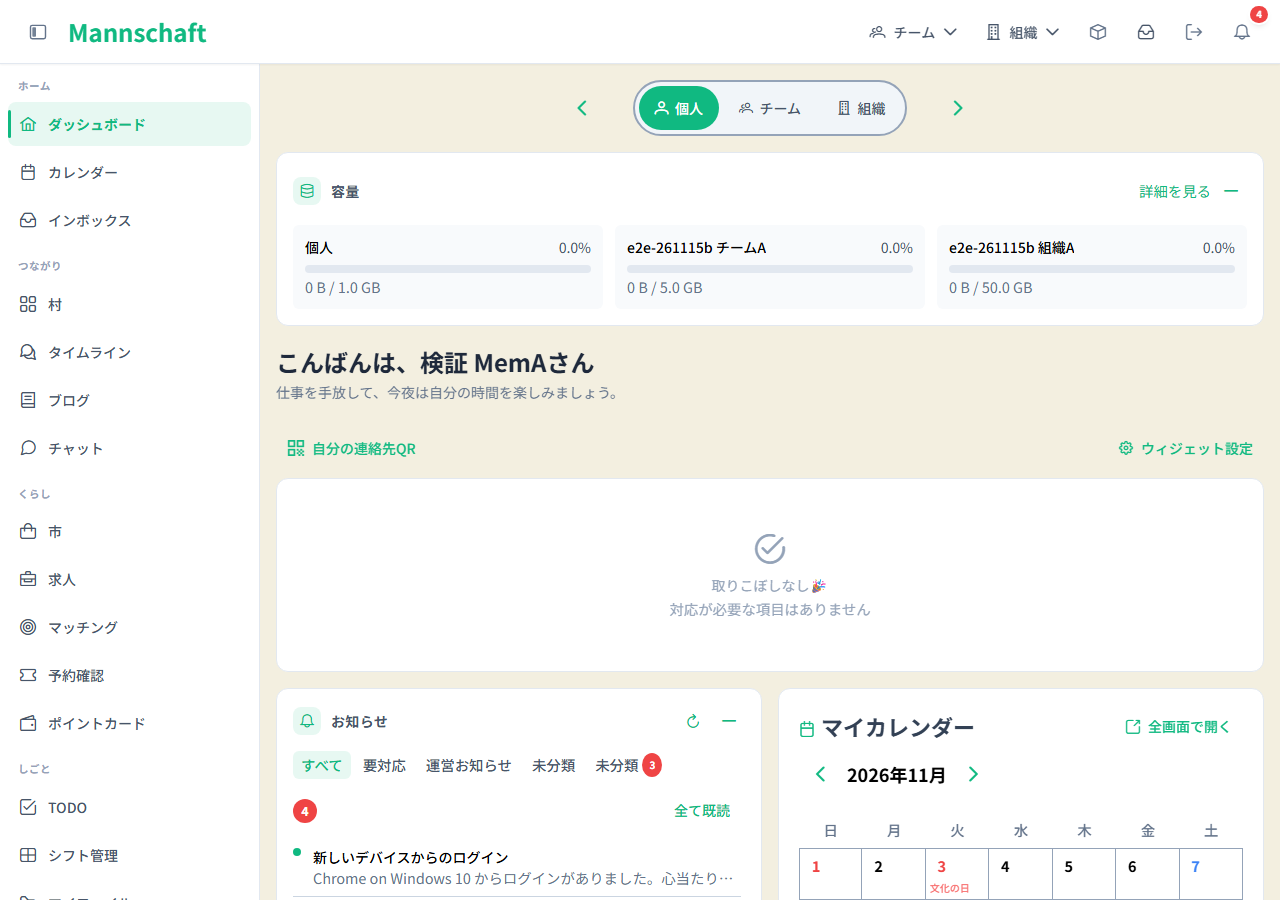 Mannschaft
チーム
組織
4
ホーム
ダッシュボード
カレンダー
インボックス
つながり
村
タイムライン
ブログ
チャット
くらし
市
求人
マッチング
予約確認
ポイントカード
しごと
TODO
シフト管理
個人
チーム
組織
容量
詳細を見る
個人 0.0%
0 B / 1.0 GB
e2e-261115b チームA 0.0%
0 B / 5.0 GB
e2e-261115b 組織A 0.0%
0 B / 50.0 GB
こんばんは、検証 MemAさん
仕事を手放して、今夜は自分の時間を楽しみましょう。
自分の連絡先QR
ウィジェット設定
取りこぼしなし🎉
対応が必要な項目はありません
お知らせ
すべて 要対応 運営お知らせ 未分類 未分類 3
4
全て既読
新しいデバイスからのログイン
Chrome on Windows 10 からログインがありました。心当たり…
マイカレンダー
全画面で開く
2026年11月
日 月 火 水 木 金 土
1 2 3 4 5 6 7
文化の日